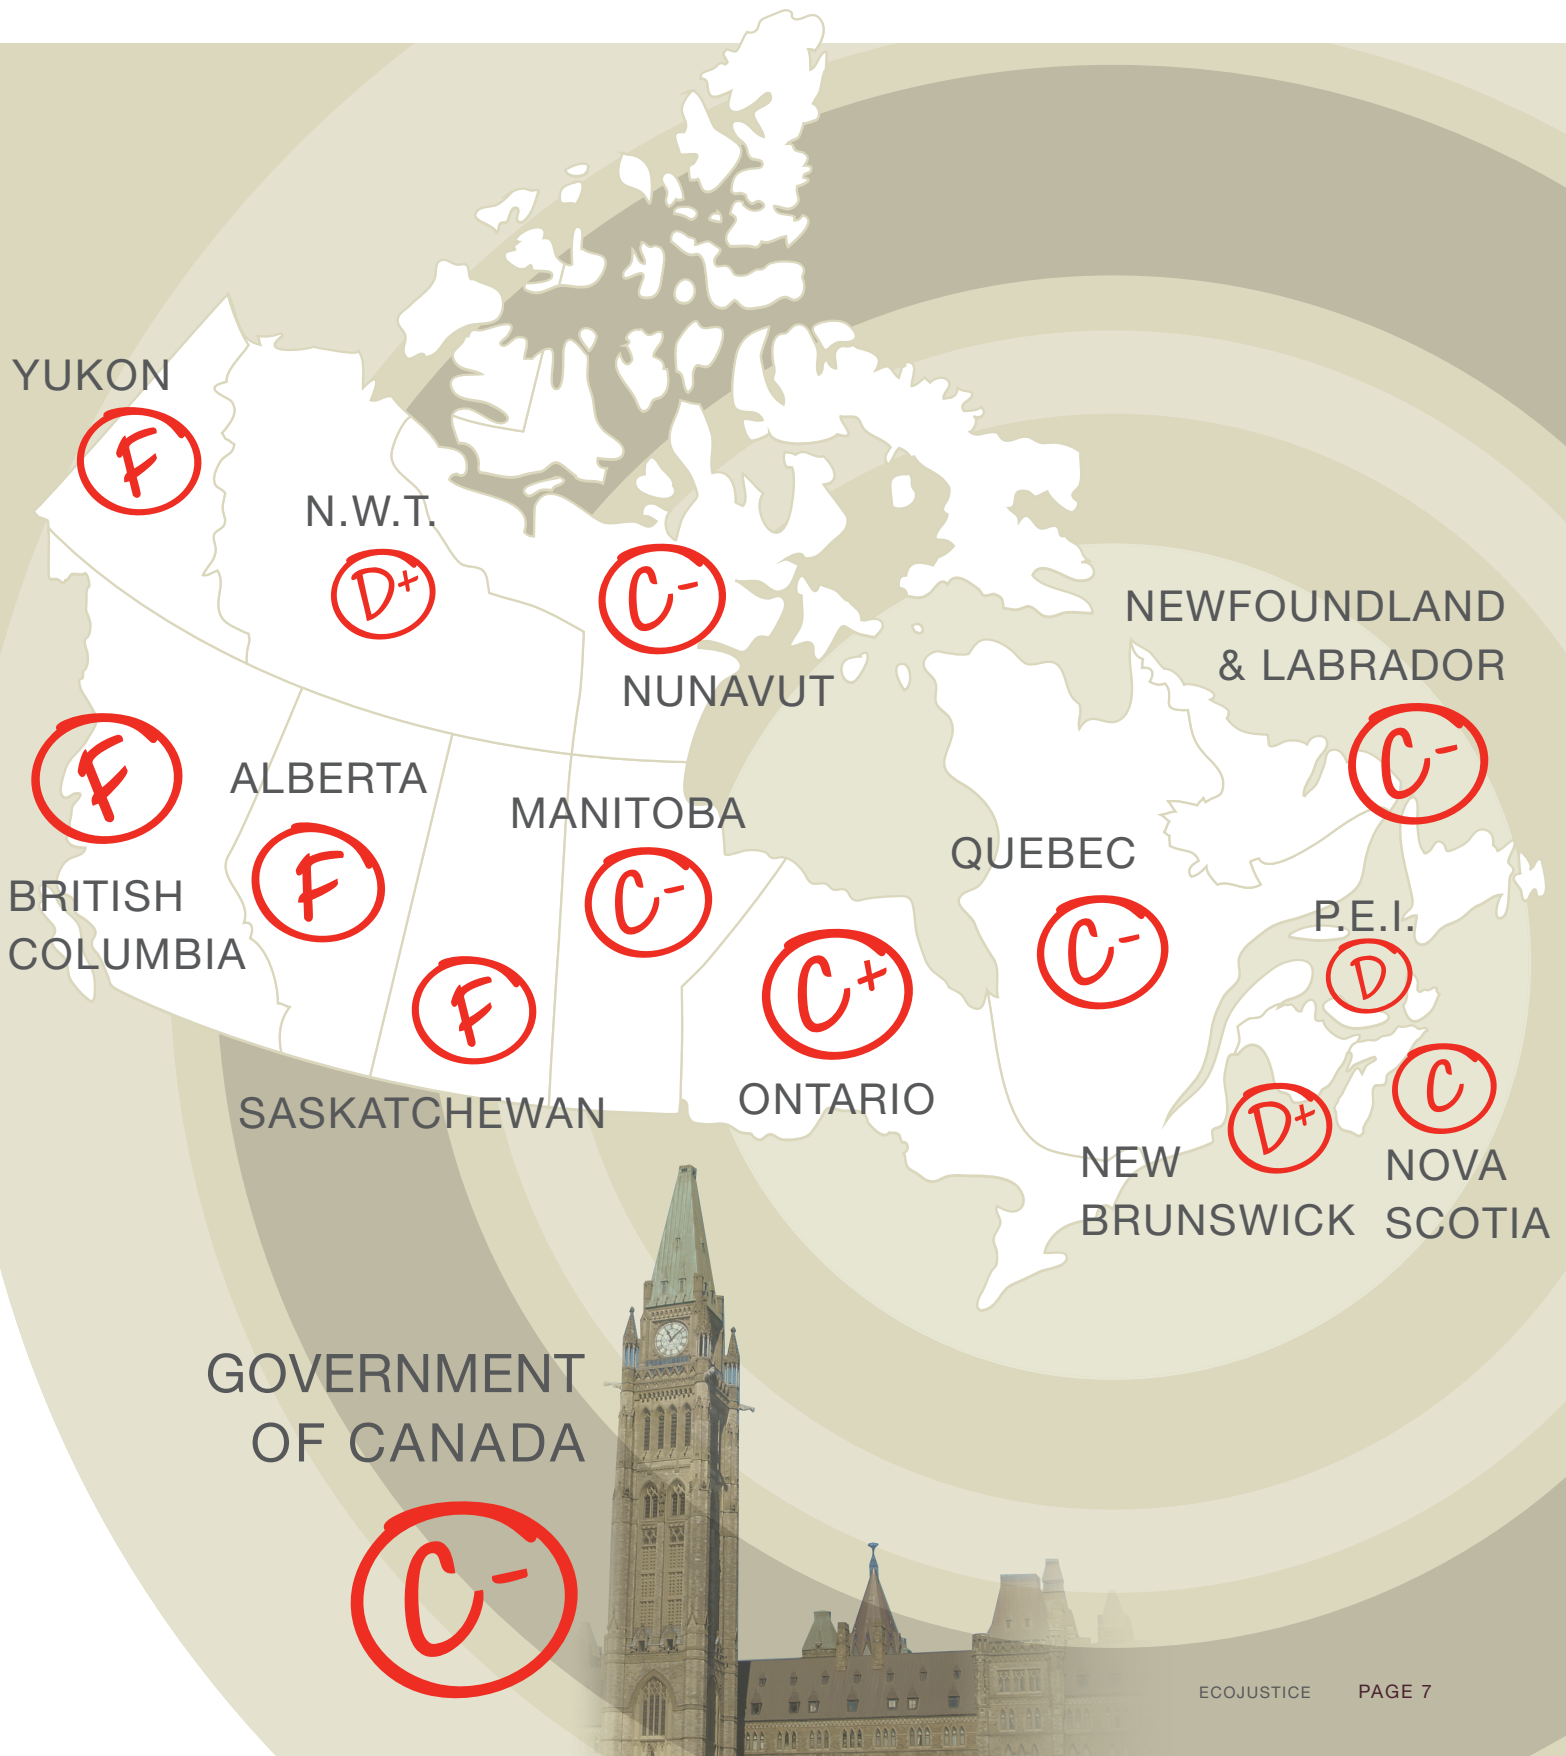 YUKON
F
N.W.T.
D+
C-
NUNAVUT
NEWFOUNDLAND
& LABRADOR
C-
F
BRITISH
COLUMBIA
ALBERTA
F
MANITOBA
C-
F
SASKATCHEWAN
C+
ONTARIO
QUEBEC
C-
P.E.I.
D
D+
NEW
BRUNSWICK
C
NOVA
SCOTIA
GOVERNMENT
OF CANADA
C-
ECOJUSTICE PAGE 7